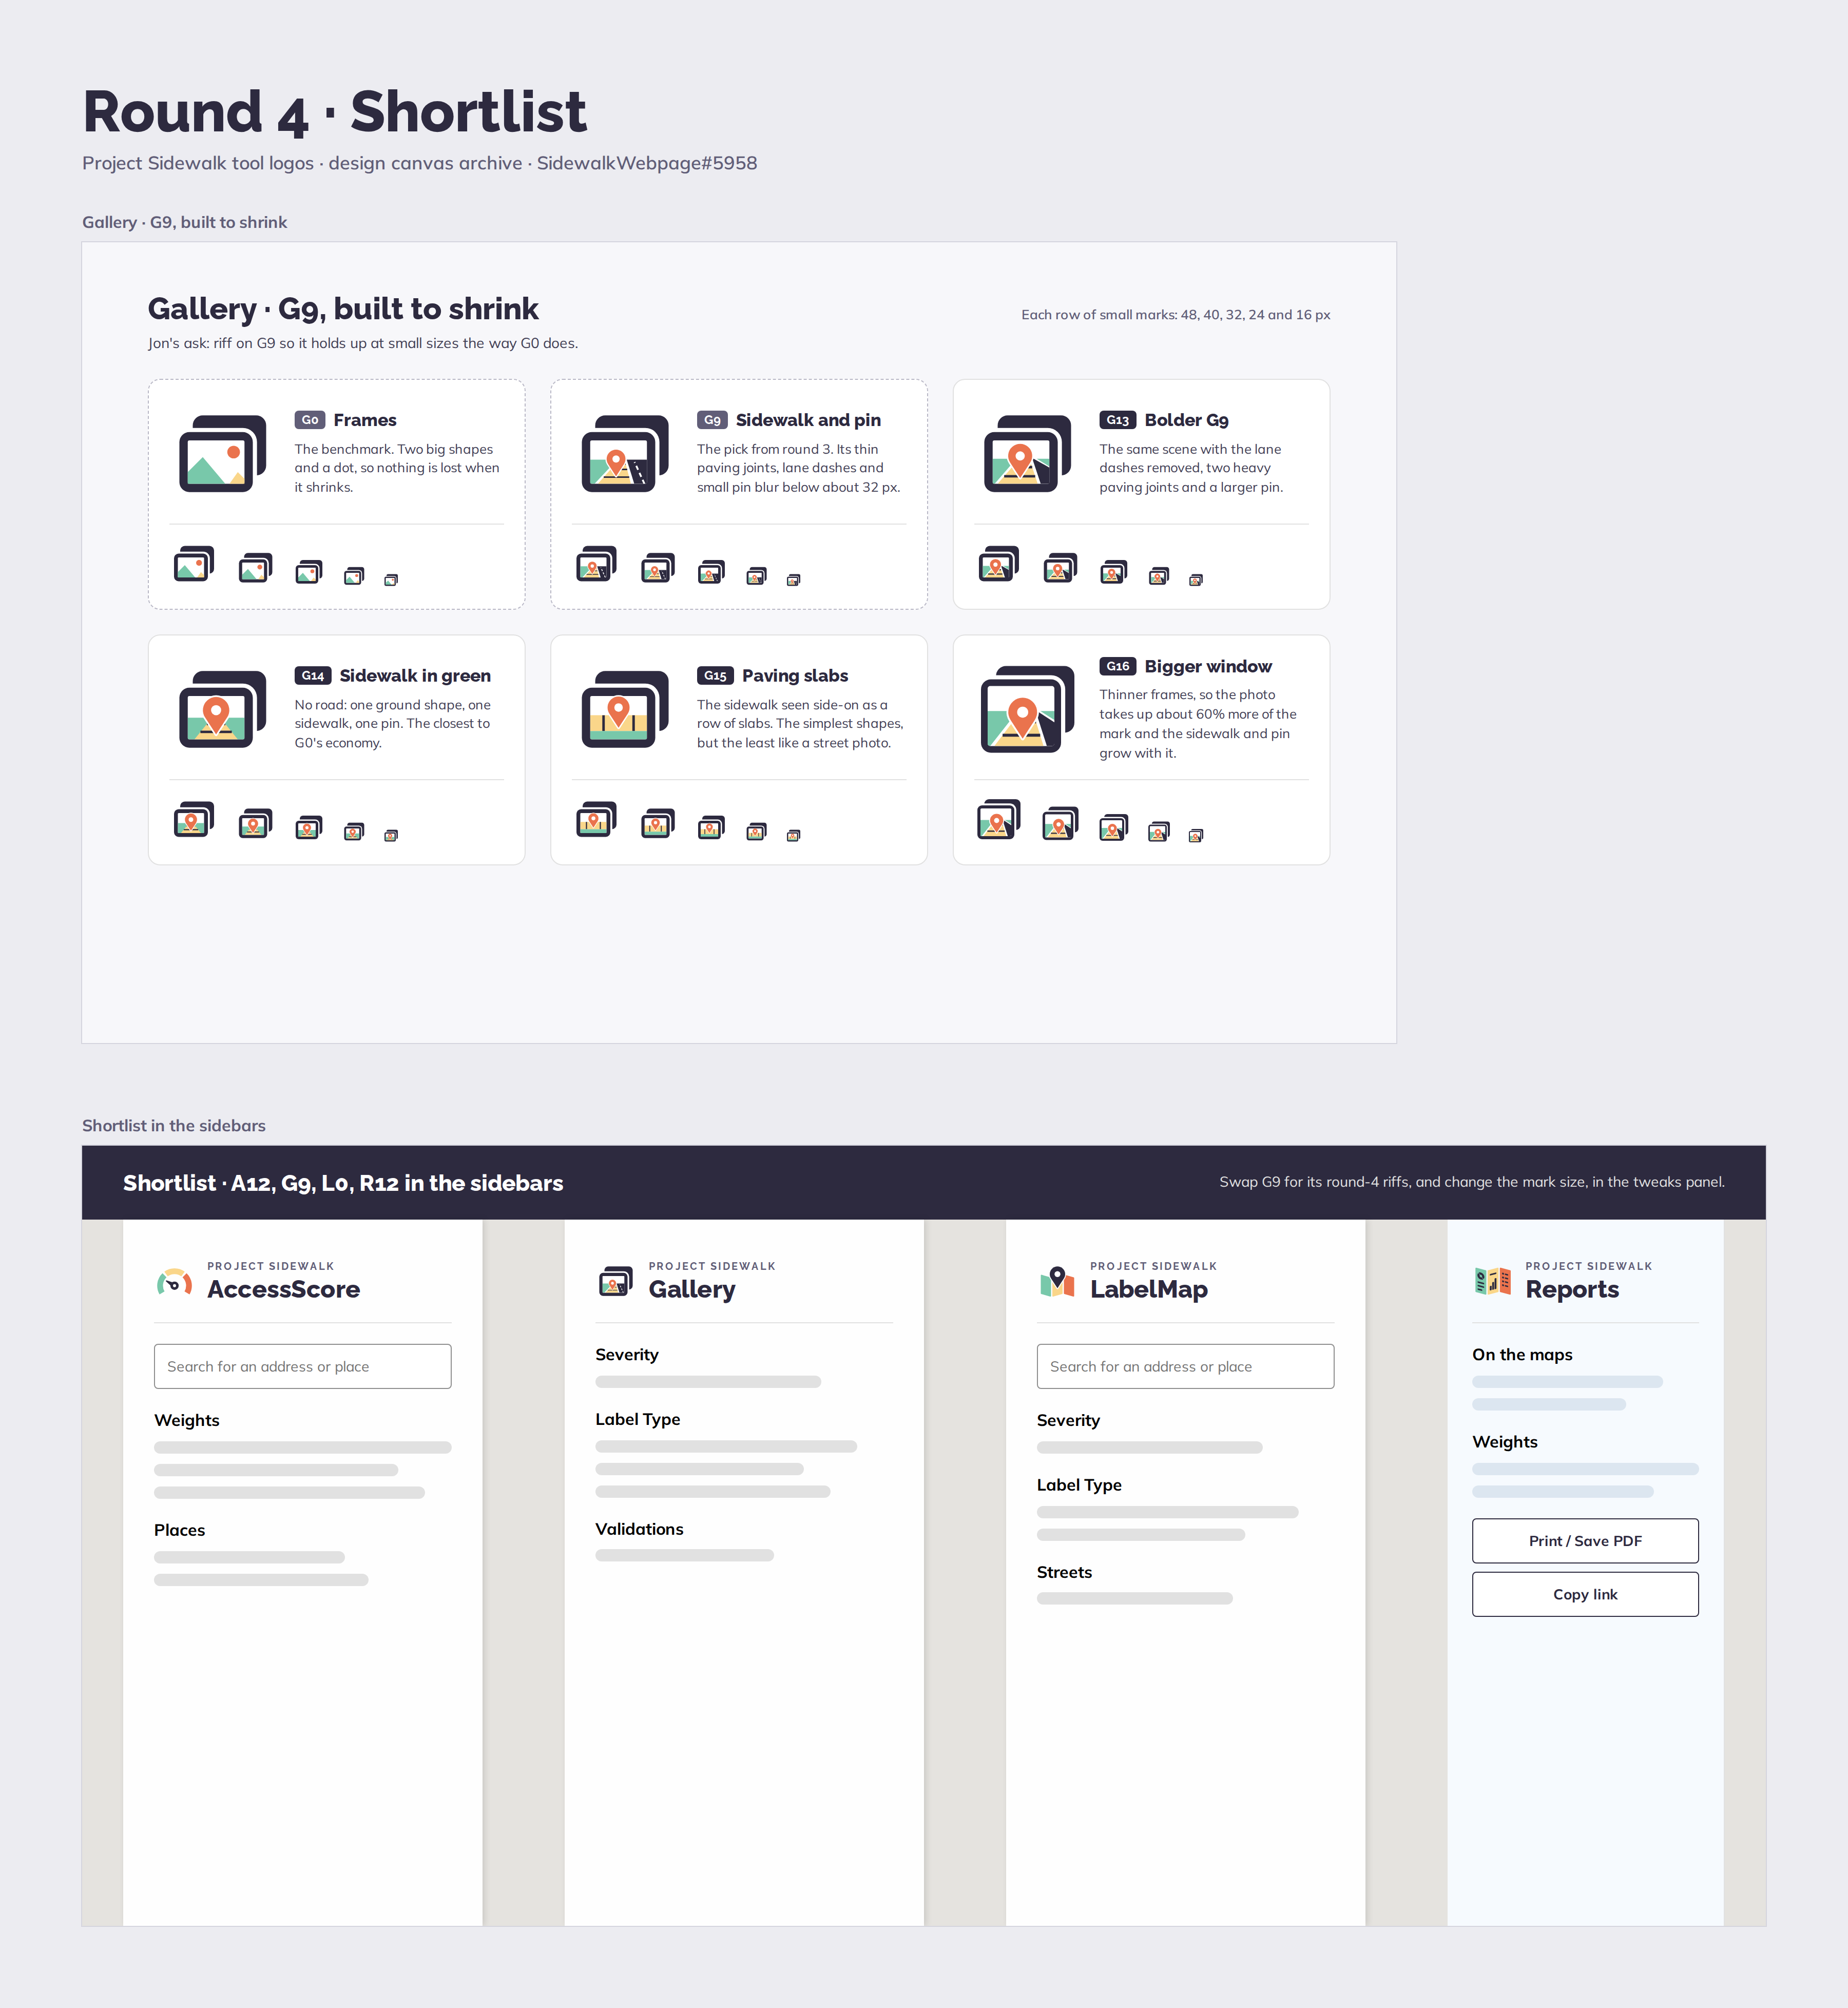 Round 4 · Shortlist
Project Sidewalk tool logos · design canvas archive · SidewalkWebpage#5958
Gallery · G9, built to shrink
Gallery · G9, built to shrink
Each row of small marks: 48, 40, 32, 24 and 16 px
Jon's ask: riff on G9 so it holds up at small sizes the way G0 does.
G0 Frames
The benchmark. Two big shapes
and a dot, so nothing is lost when
it shrinks.
G9 Sidewalk and pin
The pick from round 3. Its thin
paving joints, lane dashes and
small pin blur below about 32 px.
G13 Bolder G9
The same scene with the lane
dashes removed, two heavy
paving joints and a larger pin.
G14 Sidewalk in green
No road: one ground shape, one
sidewalk, one pin. The closest to
G0's economy.
G15 Paving slabs
The sidewalk seen side-on as a
row of slabs. The simplest shapes,
but the least like a street photo.
G16 Bigger window
Thinner frames, so the photo
takes up about 60% more of the
mark and the sidewalk and pin
grow with it.
Shortlist in the sidebars
Shortlist · A12, G9, L0, R12 in the sidebars
Swap G9 for its round-4 riffs, and change the mark size, in the tweaks panel.
PROJECT SIDEWALK
AccessScore
Search for an address or place
Weights
Places
PROJECT SIDEWALK
Gallery
Severity
Label Type
Validations
PROJECT SIDEWALK
LabelMap
Search for an address or place
Severity
Label Type
Streets
PROJECT SIDEWALK
Reports
On the maps
Weights
Print / Save PDF
Copy link